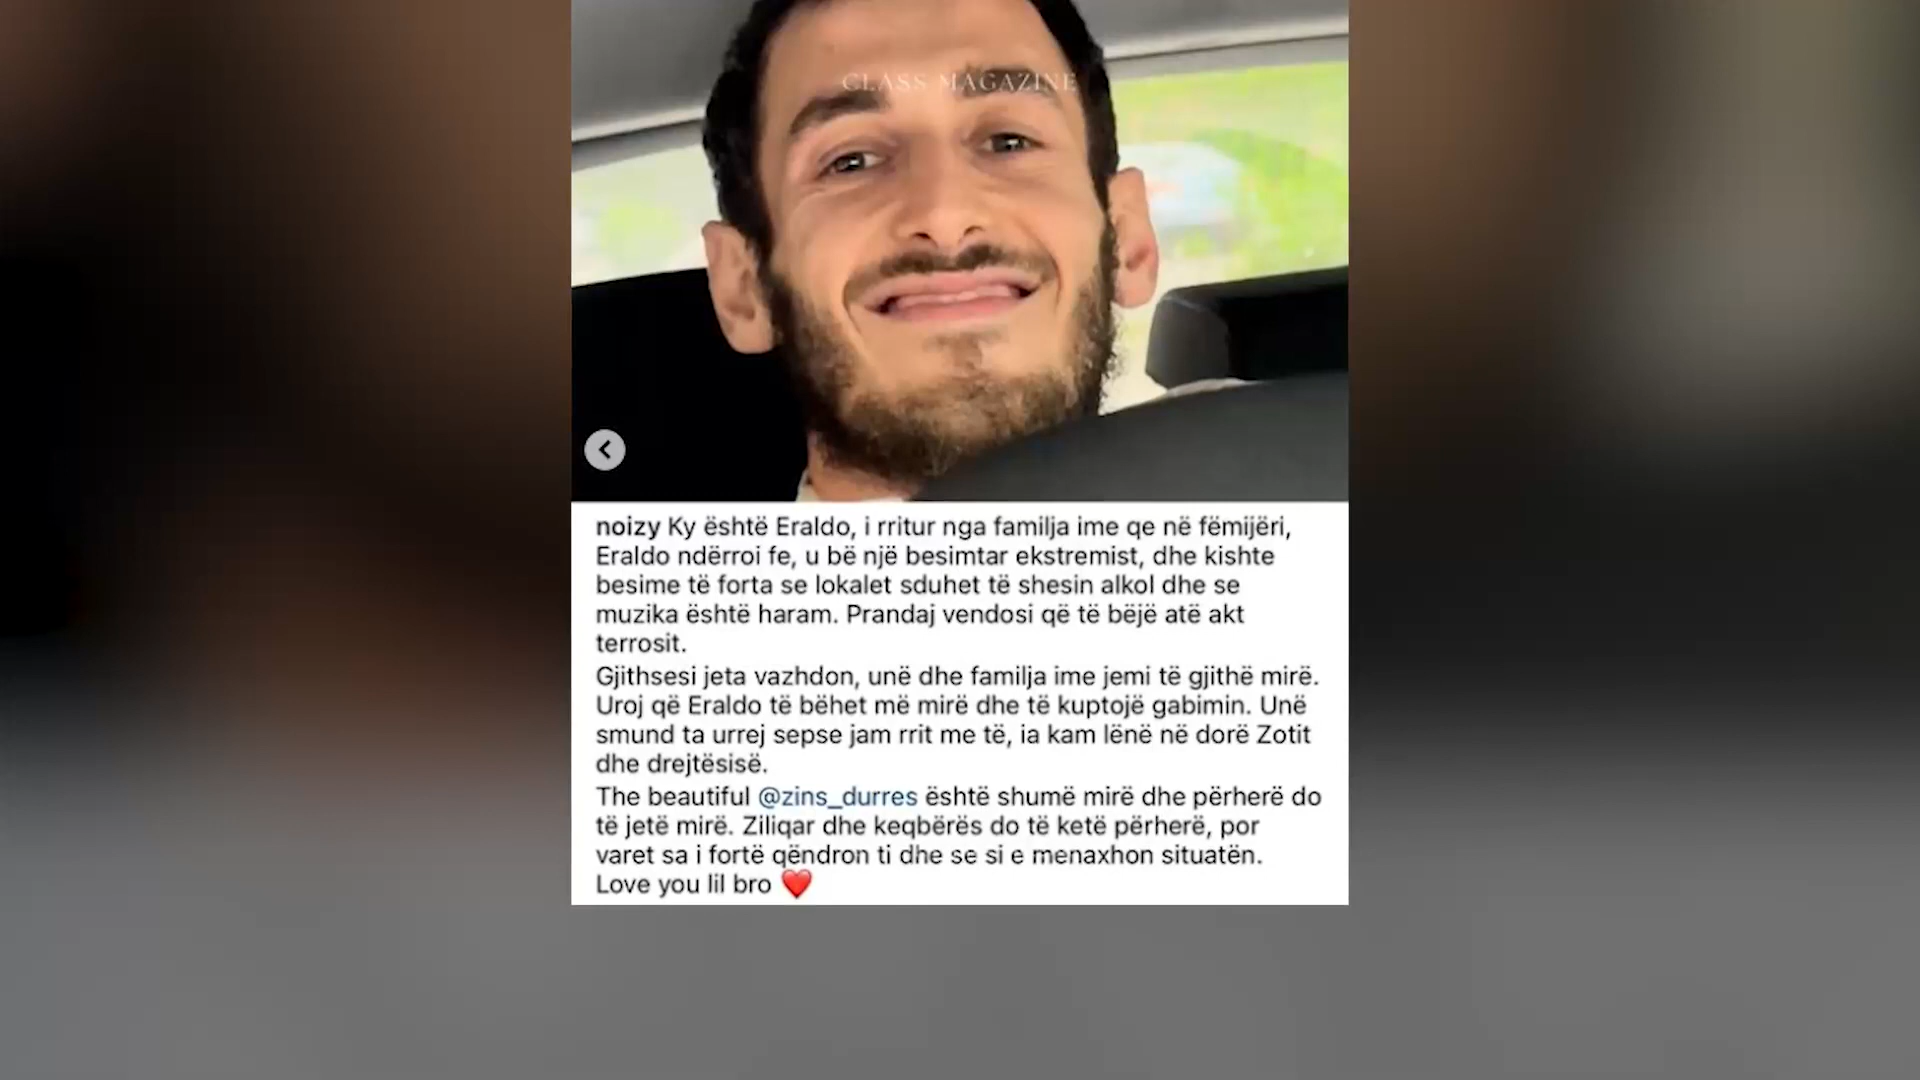 CLASS MAGAZINE
noizy Ky është Eraldo, i rritur nga familja ime qe në fëmijëri,
Eraldo ndërroi fe, u bë një besimtar ekstremist, dhe kishte
besime të forta se lokalet sduhet të shesin alkol dhe se
muzika është haram. Prandaj vendosi që të bëjë atë akt
terrosit.
Gjithsesi jeta vazhdon, unë dhe familja ime jemi të gjithë mirë.
Uroj që Eraldo të bëhet më mirë dhe të kuptojë gabimin. Unë
smund ta urrej sepse jam rrit me të, ia kam lënë në dorë Zotit
dhe drejtësisë.
The beautiful @zins_durres është shumë mirë dhe përherë do
të jetë mirë. Ziliqar dhe keqbërës do të ketë përherë, por
varet sa i fortë qëndron ti dhe se si e menaxhon situatën.
Love you lil bro ❤️